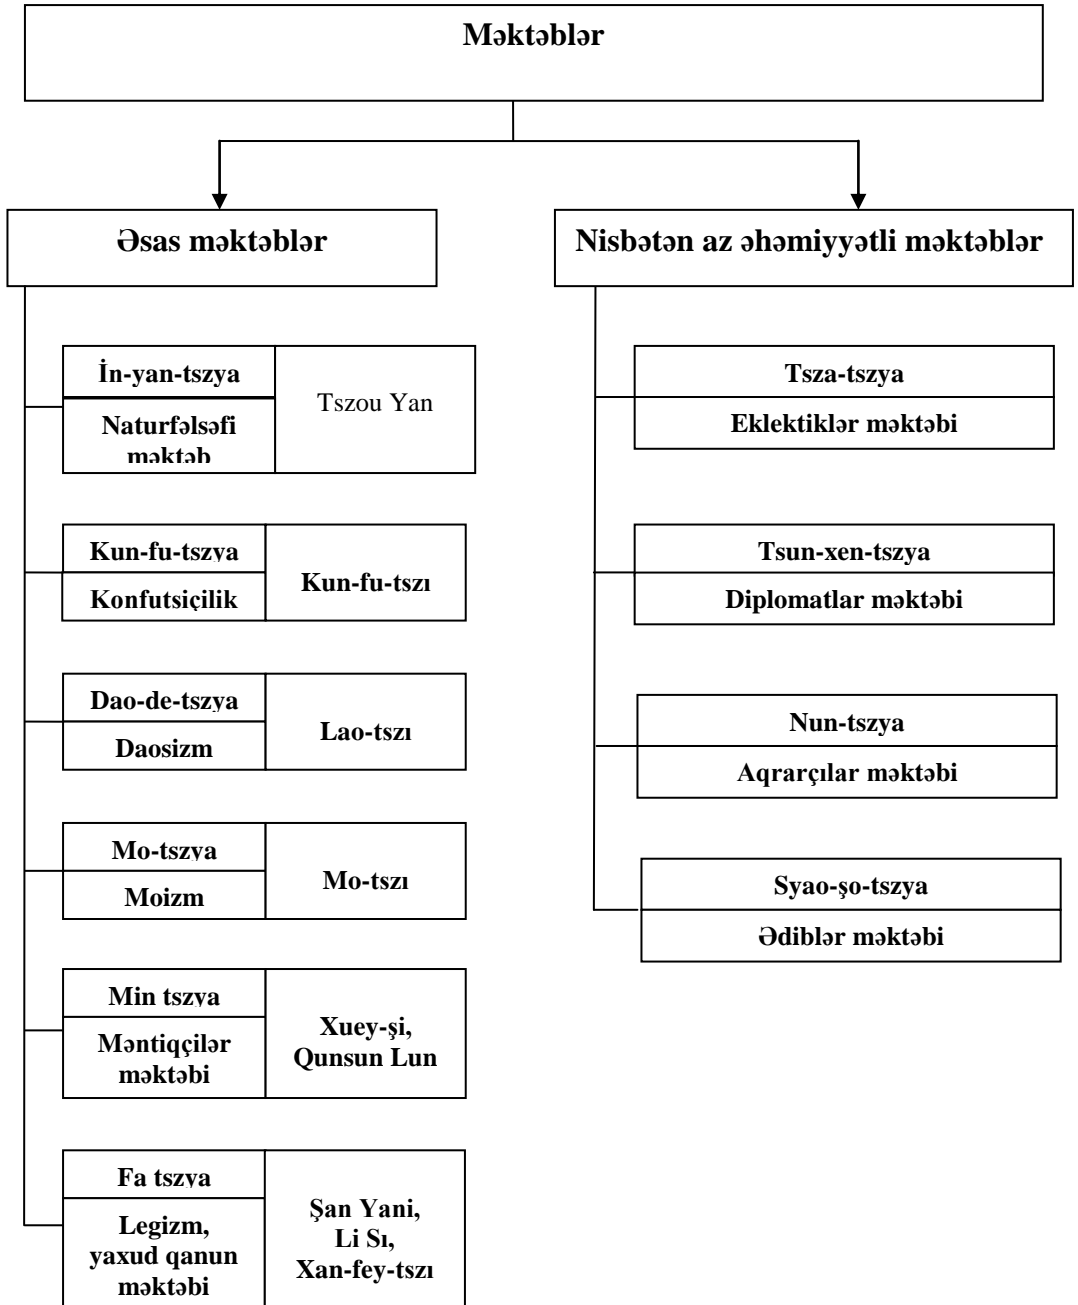 Məktəblər
Əsas məktəblər
İn-yan-tszya
Naturfəlsəfi
məktəb
Tszou Yan
Kun-fu-tszya
Konfutsiçilik
Kun-fu-tszı
Dao-de-tszya
Daosizm
Lao-tszı
Mo-tszya
Moizm
Mo-tszı
Min tszya
Məntiqçilər
məktəbi
Xuey-şi,
Qunsun Lun
Fa tszya
Legizm,
yaxud qanun
məktəbi
Şan Yani,
Li Sı,
Xan-fey-tszı
Nisbətən az əhəmiyyətli məktəblər
Tsza-tszya
Eklektiklər məktəbi
Tsun-xen-tszya
Diplomatlar məktəbi
Nun-tszya
Aqrarçılar məktəbi
Syao-şo-tszya
Ədiblər məktəbi